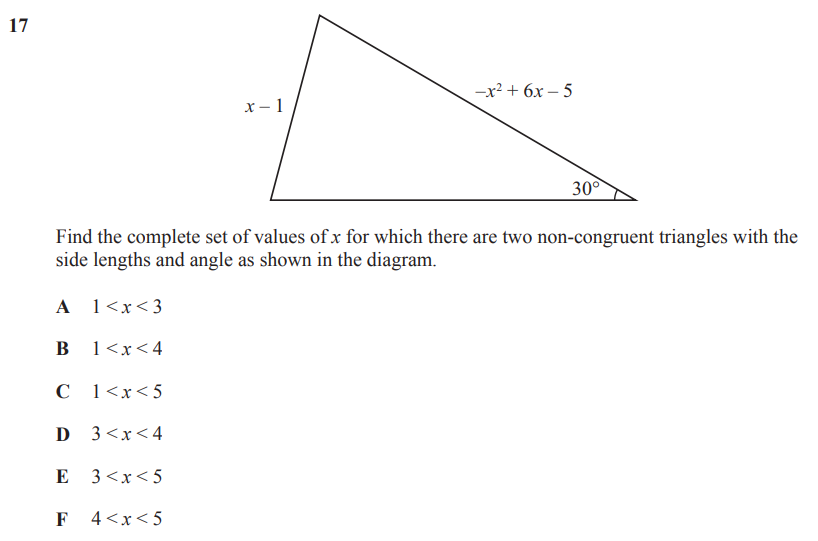 17
x – 1
–x² + 6x – 5
30°
Find the complete set of values of x for which there are two non-congruent triangles with the
side lengths and angle as shown in the diagram.
A 1 < x < 3
B 1 < x < 4
C 1 < x < 5
D 3 < x < 4
E 3 < x < 5
F 4 < x < 5